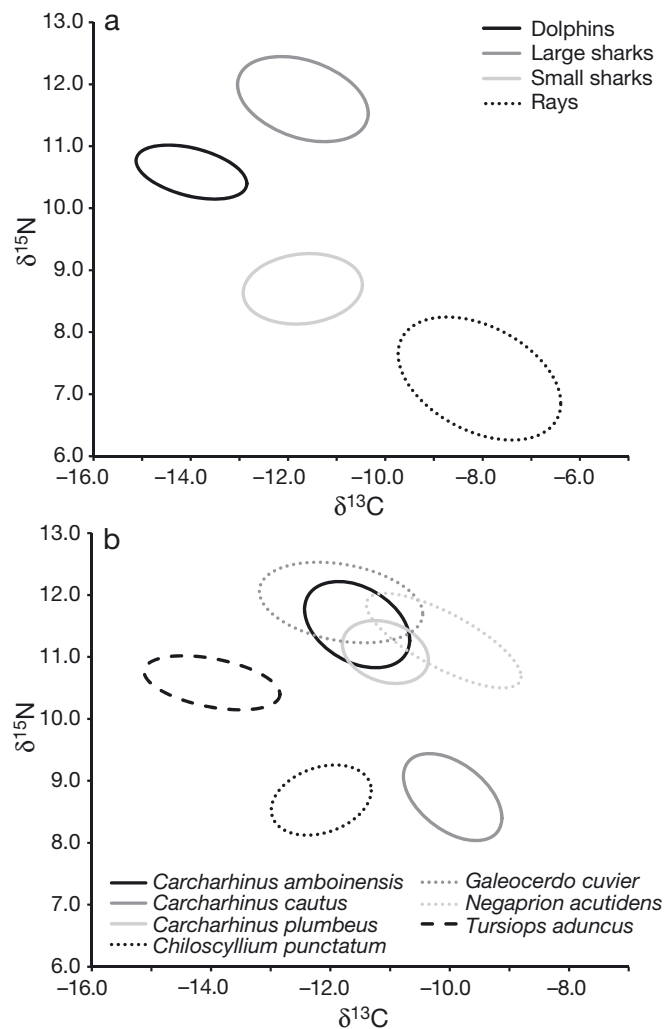 a
13.0
12.0
11.0
10.0
9.0
8.0
7.0
6.0
δ15N
Dolphins
Large sharks
Small sharks
Rays
–16.0 –14.0 –12.0 –10.0 –8.0 –6.0
δ13C
b
13.0
12.0
11.0
10.0
9.0
8.0
7.0
6.0
δ15N
Carcharhinus amboinensis
Carcharhinus cautus
Carcharhinus plumbeus
Chiloscyllium punctatum
Galeocerdo cuvier
Negaprion acutidens
Tursiops aduncus
–16.0 –14.0 –12.0 –10.0 –8.0
δ13C